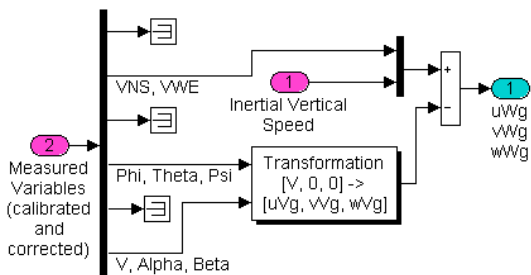 VNS, VWE
1
Inertial Vertical
Speed
+
−
1
uWg
vWg
wWg
2
Measured
Variables
(calibrated
and
corrected)
Phi, Theta, Psi
Transformation
[V, 0, 0] ->
[uVg, vVg, wVg]
V, Alpha, Beta